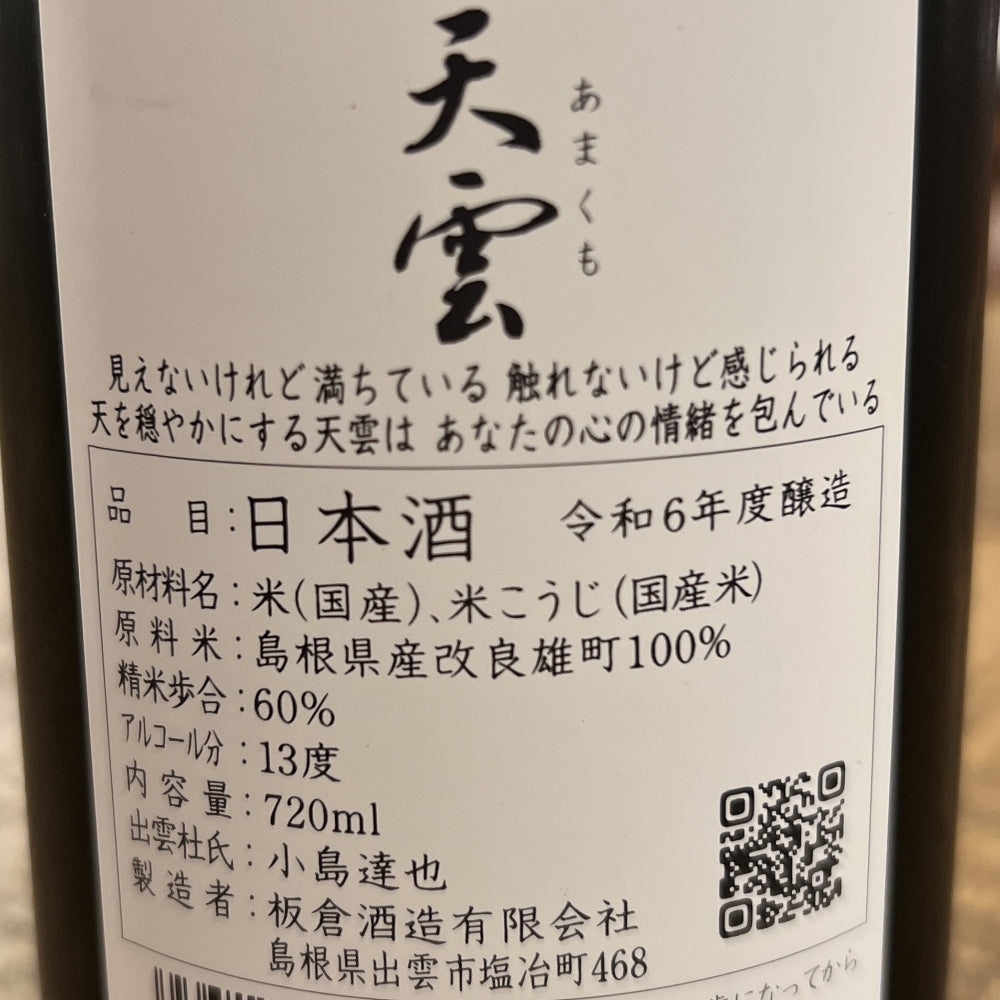 天雲
あまくも
見えないけれど満ちている 触れないけど感じられる
天を穏やかにする天雲は あなたの心の情緒を包んでいる
品目：日本酒 令和6年度醸造
原材料名：米(国産)、米こうじ(国産米)
原料米：島根県産改良雄町100%
精米歩合：60%
アルコール分：13度
内容量：720ml
出雲杜氏：小島達也
製造者：板倉酒造有限会社
島根県出雲市塩冶町468
になってから